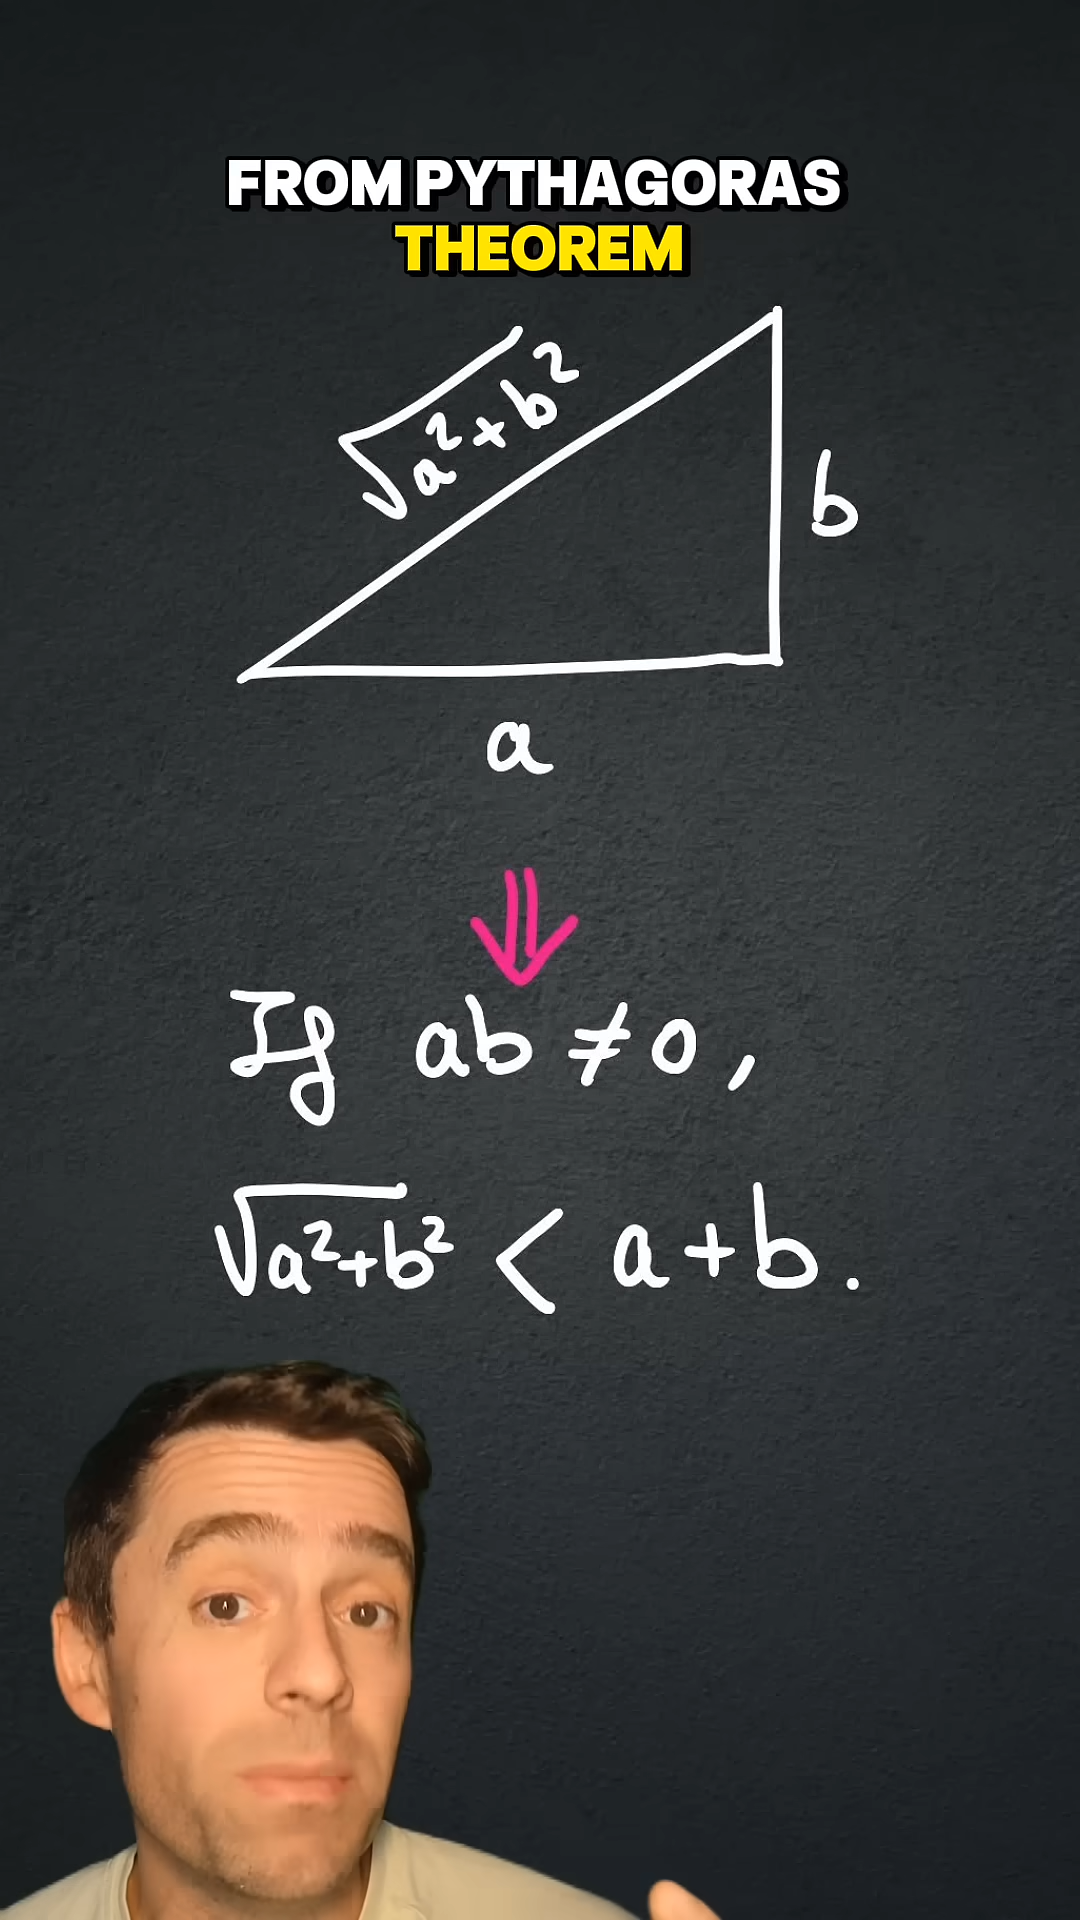 FROM PYTHAGORAS
THEOREM
√a²+b²
b
a
⇓
If ab ≠ 0,
√a²+b² < a+b.